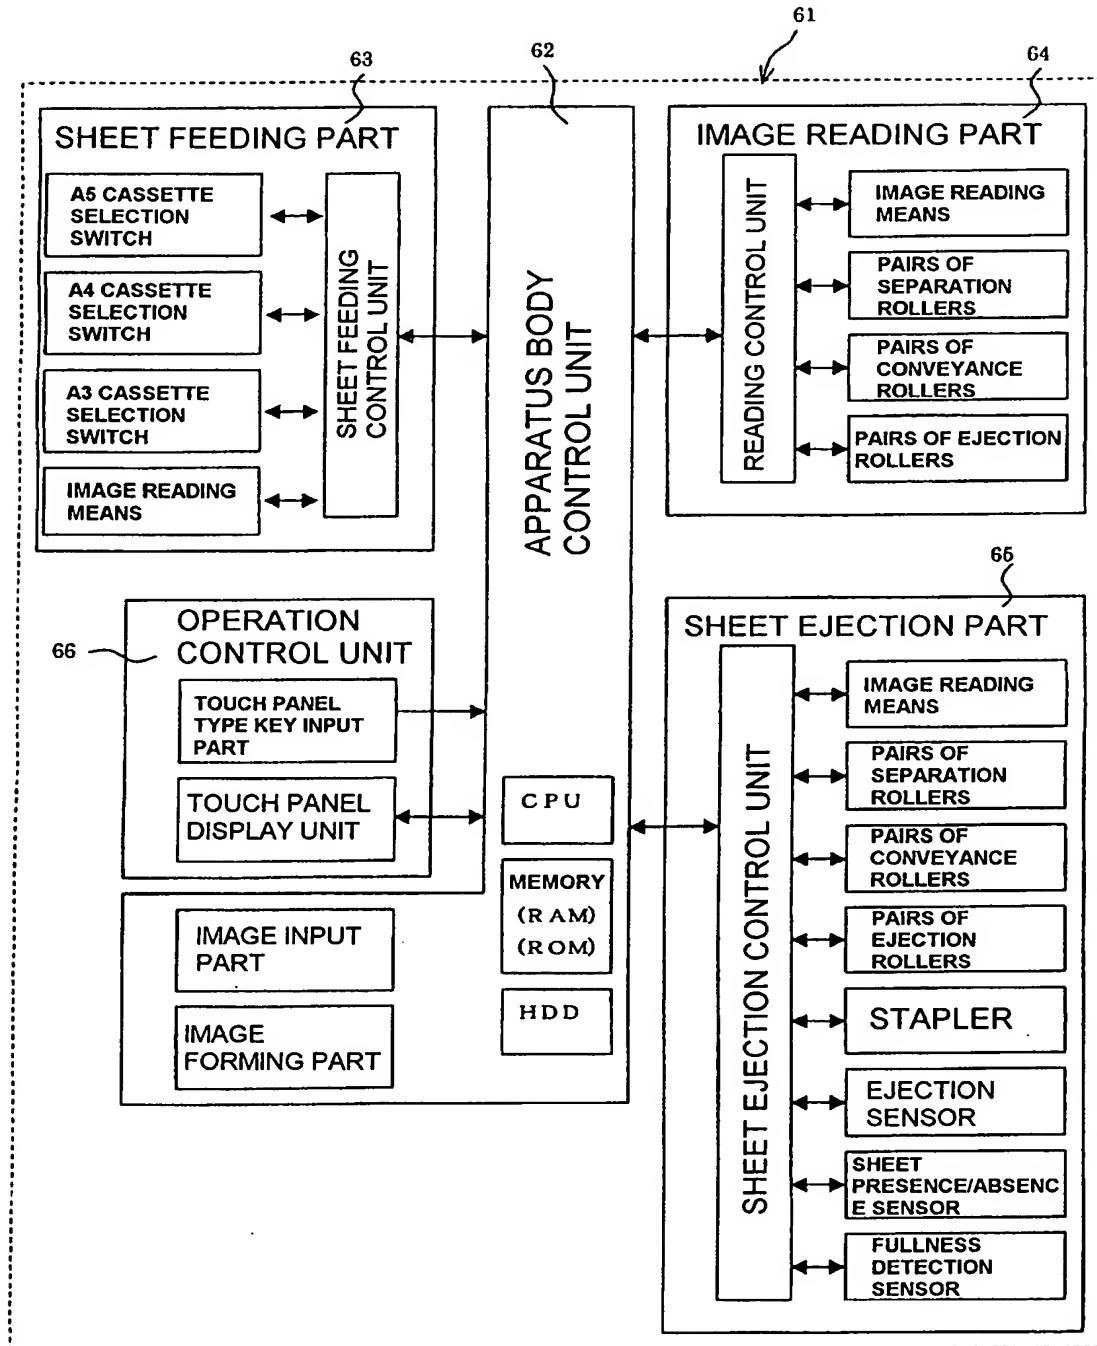 61
62
63
64
SHEET FEEDING PART
A5 CASSETTE
SELECTION
SWITCH
A4 CASSETTE
SELECTION
SWITCH
A3 CASSETTE
SELECTION
SWITCH
IMAGE READING
MEANS
SHEET FEEDING
CONTROL UNIT
APPARATUS BODY
CONTROL UNIT
IMAGE READING PART
READING CONTROL UNIT
IMAGE READING
MEANS
PAIRS OF
SEPARATION
ROLLERS
PAIRS OF
CONVEYANCE
ROLLERS
PAIRS OF EJECTION
ROLLERS
66
OPERATION
CONTROL UNIT
TOUCH PANEL
TYPE KEY INPUT
PART
TOUCH PANEL
DISPLAY UNIT
IMAGE INPUT
PART
IMAGE
FORMING PART
CPU
MEMORY
(RAM)
(ROM)
HDD
65
SHEET EJECTION PART
SHEET EJECTION CONTROL UNIT
IMAGE READING
MEANS
PAIRS OF
SEPARATION
ROLLERS
PAIRS OF
CONVEYANCE
ROLLERS
PAIRS OF
EJECTION
ROLLERS
STAPLER
EJECTION
SENSOR
SHEET
PRESENCE/ABSENC
E SENSOR
FULLNESS
DETECTION
SENSOR